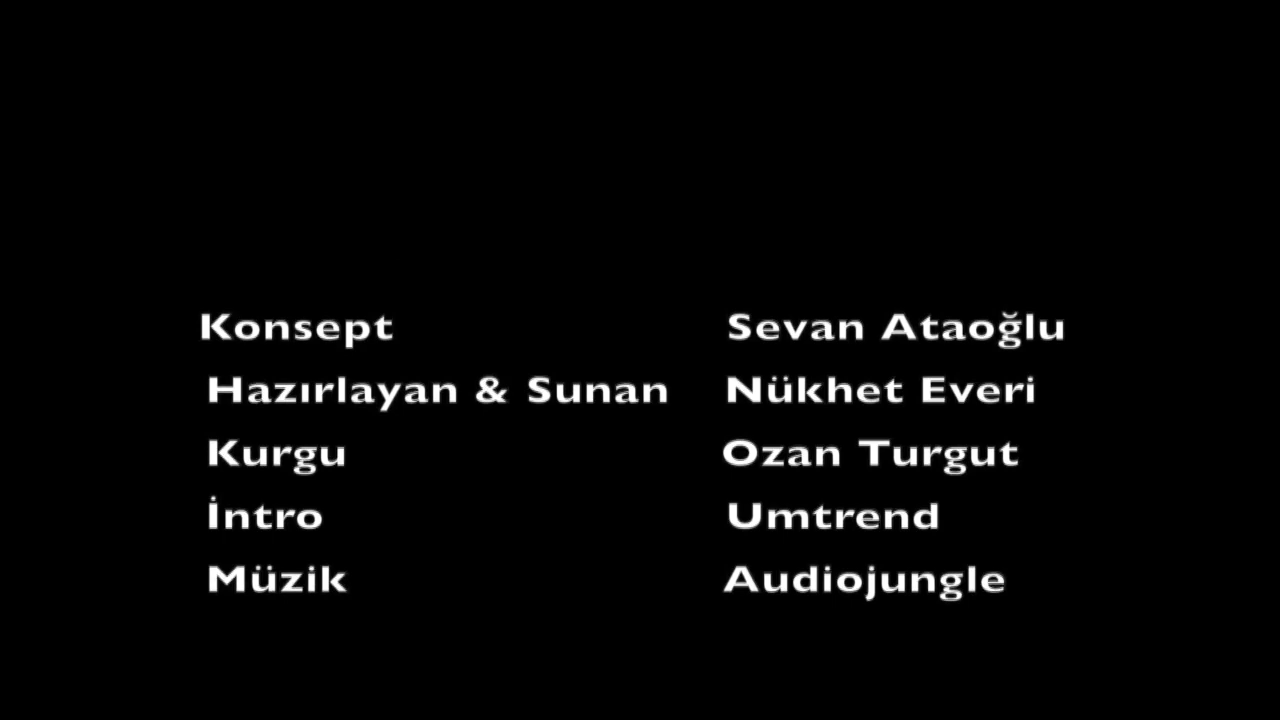 Konsept Sevan Ataoğlu
Hazırlayan & Sunan Nükhet Everi
Kurgu Ozan Turgut
İntro Umtrend
Müzik Audiojungle